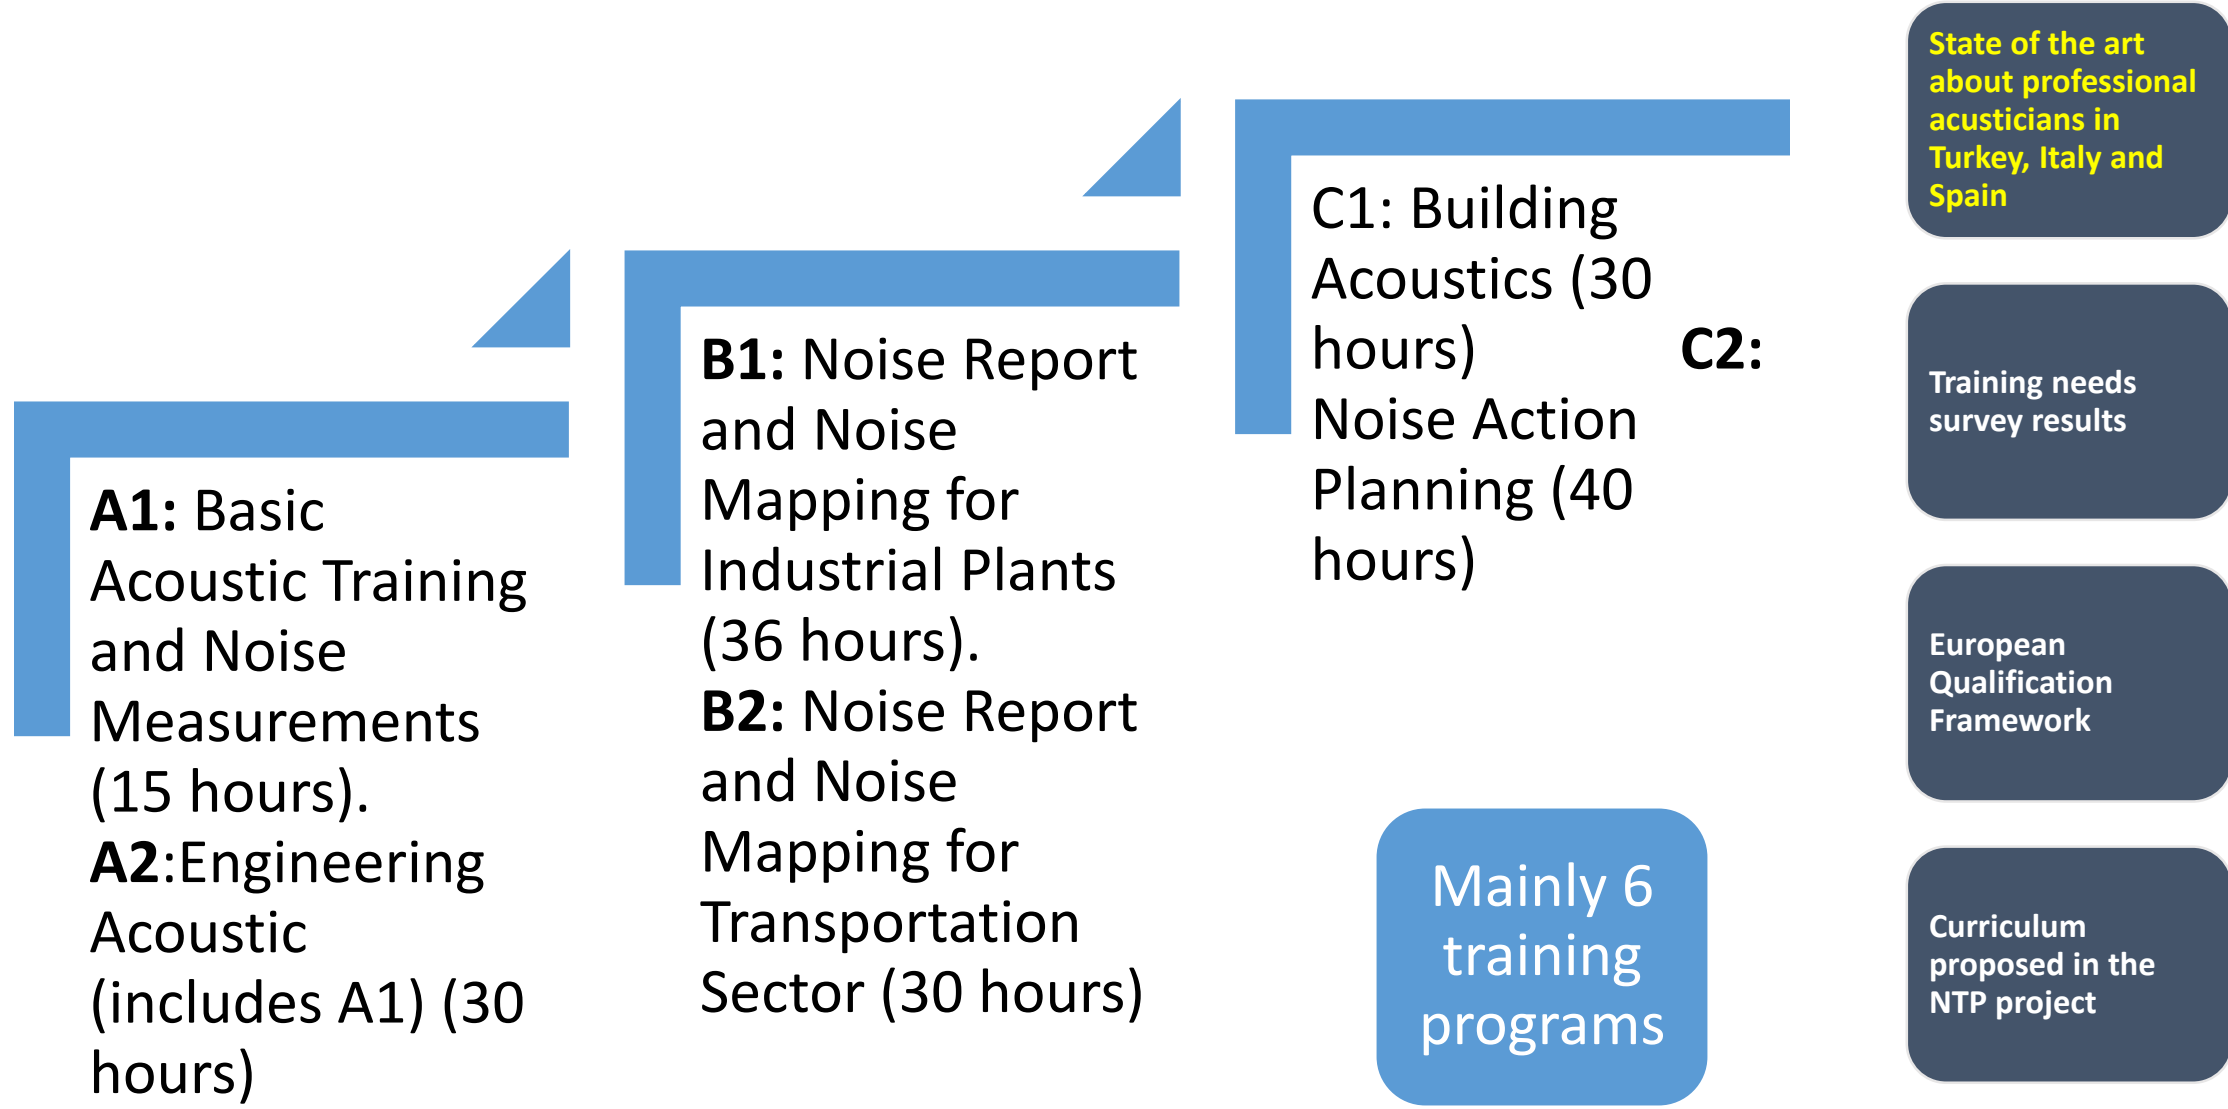 A1: Basic
Acoustic Training
and Noise
Measurements
(15 hours).
A2:Engineering
Acoustic
(includes A1) (30
hours)
B1: Noise Report
and Noise
Mapping for
Industrial Plants
(36 hours).
B2: Noise Report
and Noise
Mapping for
Transportation
Sector (30 hours)
C1: Building
Acoustics (30
hours) C2:
Noise Action
Planning (40
hours)
Mainly 6
training
programs
State of the art
about professional
acusticians in
Turkey, Italy and
Spain
Training needs
survey results
European
Qualification
Framework
Curriculum
proposed in the
NTP project